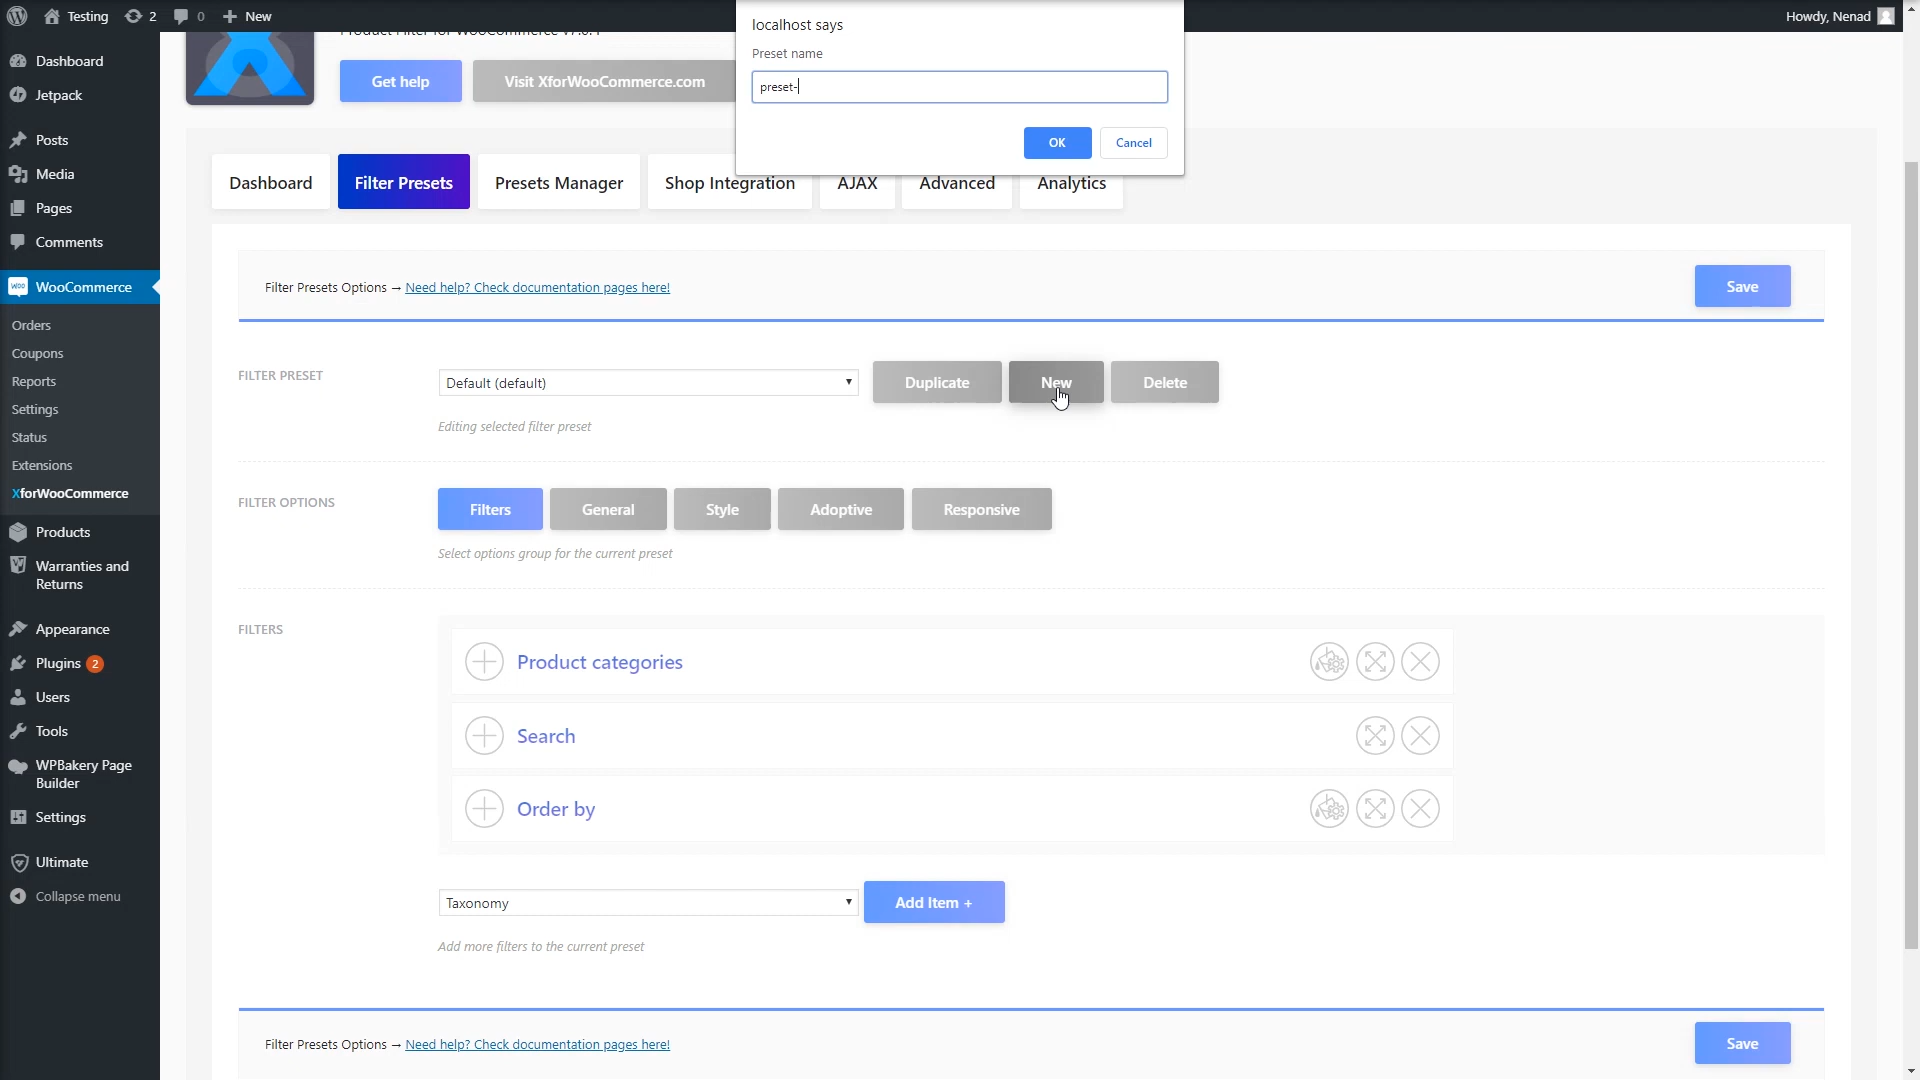 Testing
2
0
New
Howdy, Nenad
Dashboard
Jetpack
Posts
Media
Pages
Comments
WooCommerce
Orders
Coupons
Reports
Settings
Status
Extensions
XforWooCommerce
Products
Warranties and
Returns
Appearance
Plugins 2
Users
Tools
WPBakery Page
Builder
Settings
Ultimate
Collapse menu
localhost says
Preset name
preset-
OK
Cancel
Get help
Visit XforWooCommerce.com
Dashboard
Filter Presets
Presets Manager
Shop Integration
AJAX
Advanced
Analytics
Filter Presets Options → Need help? Check documentation pages here!
Save
FILTER PRESET
Default (default)
Duplicate
New
Delete
Editing selected filter preset
FILTER OPTIONS
Filters
General
Style
Adoptive
Responsive
Select options group for the current preset
FILTERS
Product categories
Search
Order by
Taxonomy
Add Item +
Add more filters to the current preset
Filter Presets Options → Need help? Check documentation pages here!
Save